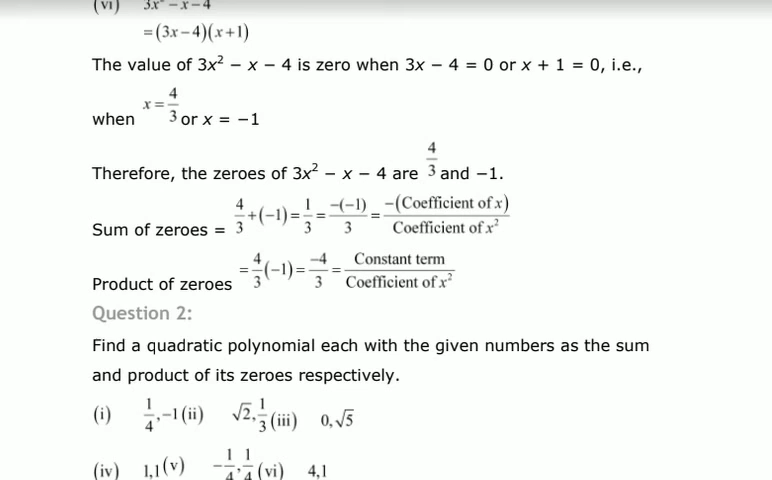 (vi) 3x² − x − 4
= (3x − 4)(x + 1)
The value of 3x² − x − 4 is zero when 3x − 4 = 0 or x + 1 = 0, i.e.,
when x = 4/3 or x = −1
Therefore, the zeroes of 3x² − x − 4 are 4/3 and −1.
Sum of zeroes = 4/3 + (−1) = 1/3 = −(−1)/3 = −(Coefficient of x)/Coefficient of x²
Product of zeroes = 4/3 (−1) = −4/3 = Constant term/Coefficient of x²
Question 2:
Find a quadratic polynomial each with the given numbers as the sum
and product of its zeroes respectively.
(i) 1/4, −1 (ii) √2, 1/3 (iii) 0, √5
(iv) 1,1 (v) −1/4, 1/4 (vi) 4,1